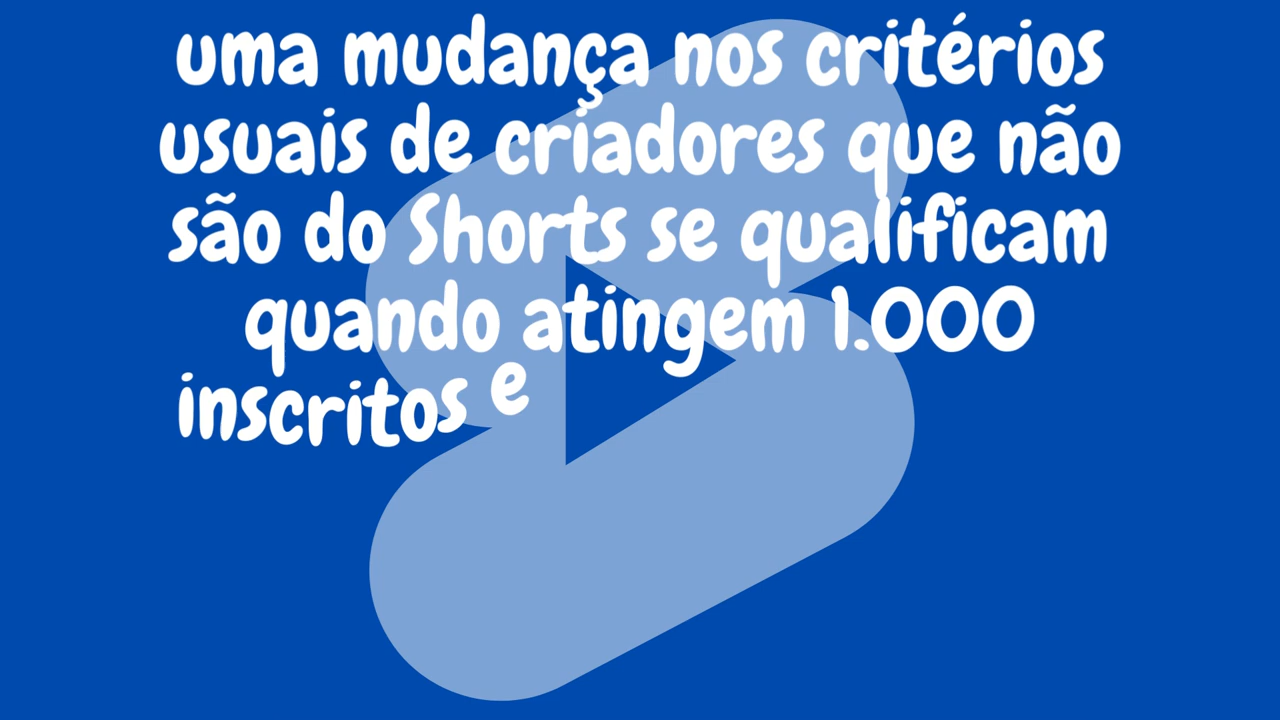 uma mudança nos critérios
usuais de criadores que não
são do Shorts se qualificam
quando atingem 1.000
inscritos e